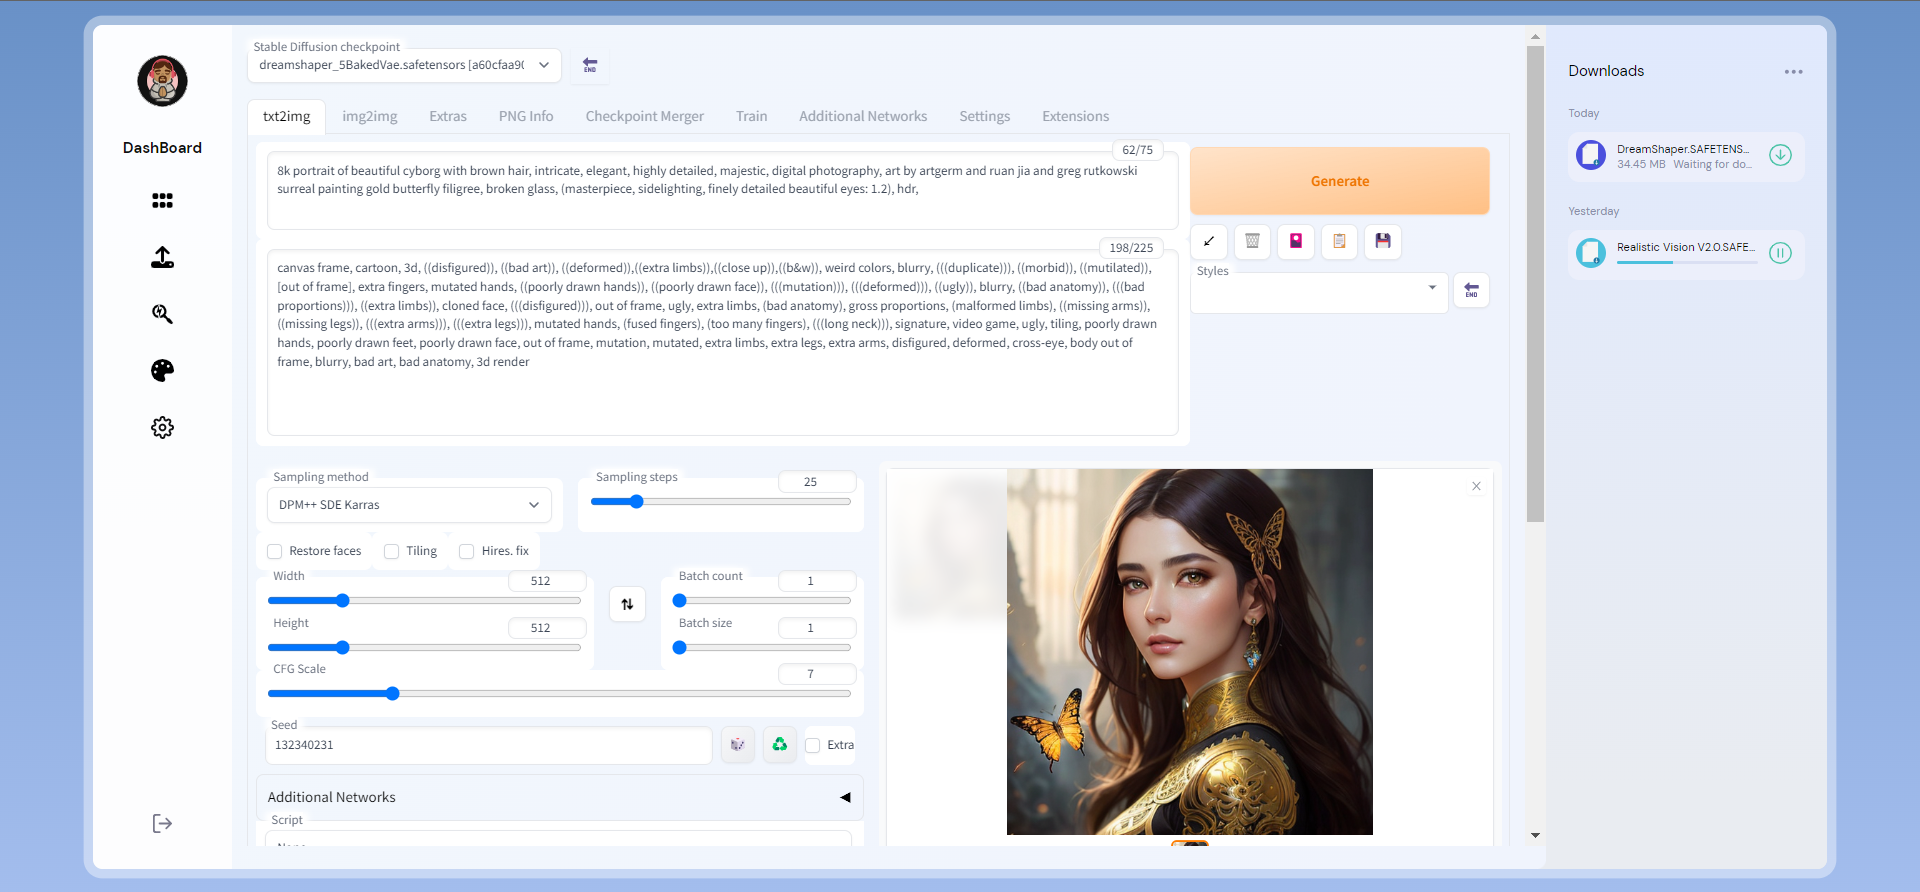 DashBoard
Stable Diffusion checkpoint
dreamshaper_5BakedVae.safetensors [a60cfaa90
END
txt2img
img2img
Extras
PNG Info
Checkpoint Merger
Train
Additional Networks
Settings
Extensions
62/75
8k portrait of beautiful cyborg with brown hair, intricate, elegant, highly detailed, majestic, digital photography, art by artgerm and ruan jia and greg rutkowski
surreal painting gold butterfly filigree, broken glass, (masterpiece, sidelighting, finely detailed beautiful eyes: 1.2), hdr,
Generate
198/225
canvas frame, cartoon, 3d, ((disfigured)), ((bad art)), ((deformed)),((extra limbs)),((close up)),((b&w)), weird colors, blurry, (((duplicate))), ((morbid)), ((mutilated)),
[out of frame], extra fingers, mutated hands, ((poorly drawn hands)), ((poorly drawn face)), (((mutation))), (((deformed))), ((ugly)), blurry, ((bad anatomy)), (((bad
proportions))), ((extra limbs)), cloned face, (((disfigured))), out of frame, ugly, extra limbs, (bad anatomy), gross proportions, (malformed limbs), ((missing arms)),
((missing legs)), (((extra arms))), (((extra legs))), mutated hands, (fused fingers), (too many fingers), (((long neck))), signature, video game, ugly, tiling, poorly drawn
hands, poorly drawn feet, poorly drawn face, out of frame, mutation, mutated, extra limbs, extra legs, extra arms, disfigured, deformed, cross-eye, body out of
frame, blurry, bad art, bad anatomy, 3d render
Styles
END
Sampling method
DPM++ SDE Karras
Sampling steps
25
Restore faces
Tiling
Hires. fix
Width
512
Height
512
Batch count
1
Batch size
1
CFG Scale
7
Seed
132340231
Extra
Additional Networks
Script
Downloads
Today
DreamShaper.SAFETENS...
34.45 MB Waiting for do...
Yesterday
Realistic Vision V2.0.SAFE...